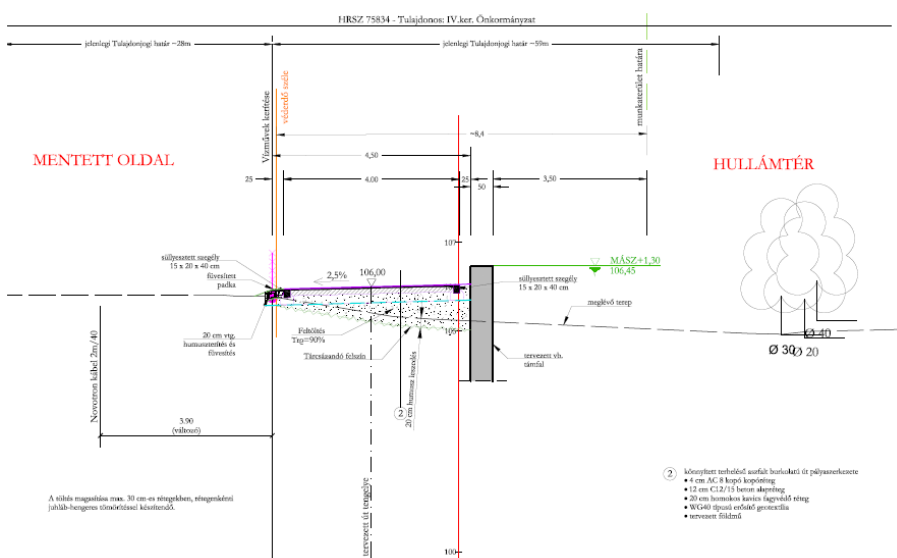 HRSZ 75834 - Tulajdonos: IV.ker. Önkormányzat
jelenlegi Tulajdonjogi határ ~28m
jelenlegi Tulajdonjogi határ ~59m
Vízművek kerítése
véderdő széle
munkaterület határa
~8,4
MENTETT OLDAL
HULLÁMTÉR
4,50
25
4,00
25
50
3,50
107
MÁSZ+1,30
106,45
süllyesztett szegély
15 x 20 x 40 cm
füvesített
padka
2,5%
106,00
süllyesztett szegély
15 x 20 x 40 cm
meglévő terep
20 cm vtg.
humuszterítés és
füvesítés
Feltöltés
Trρ=90%
Tárcsázandó felszín
105
tervezett vb.
támfal
Ø 40
Ø 30
Ø 20
Novotron kábel 2m/40
20 cm humusz leszedés
2
3.90
(változó)
tervezett út tengelye
A töltés magasítása max. 30 cm-es rétegekben, rétegenkénti
juhláb-hengeres tömörítéssel készítendő.
2
könnyített terhelésű aszfalt burkolatú út pályaszerkezete
• 4 cm AC 8 kopó kopóréteg
• 12 cm C12/15 beton alapréteg
• 20 cm homokos kavics fagyvédő réteg
• WG40 típusú erősítő geotextília
• tervezett földmű
100